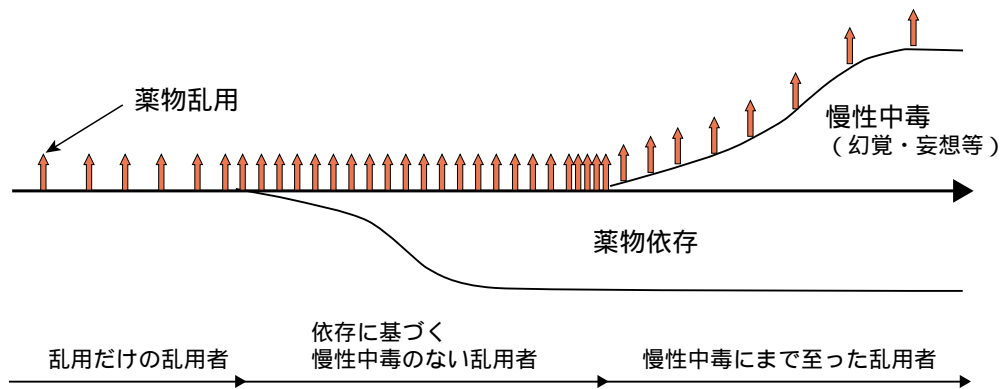 薬物乱用
慢性中毒
（幻覚・妄想等）
薬物依存
依存に基づく
乱用だけの乱用者
慢性中毒のない乱用者
慢性中毒にまで至った乱用者